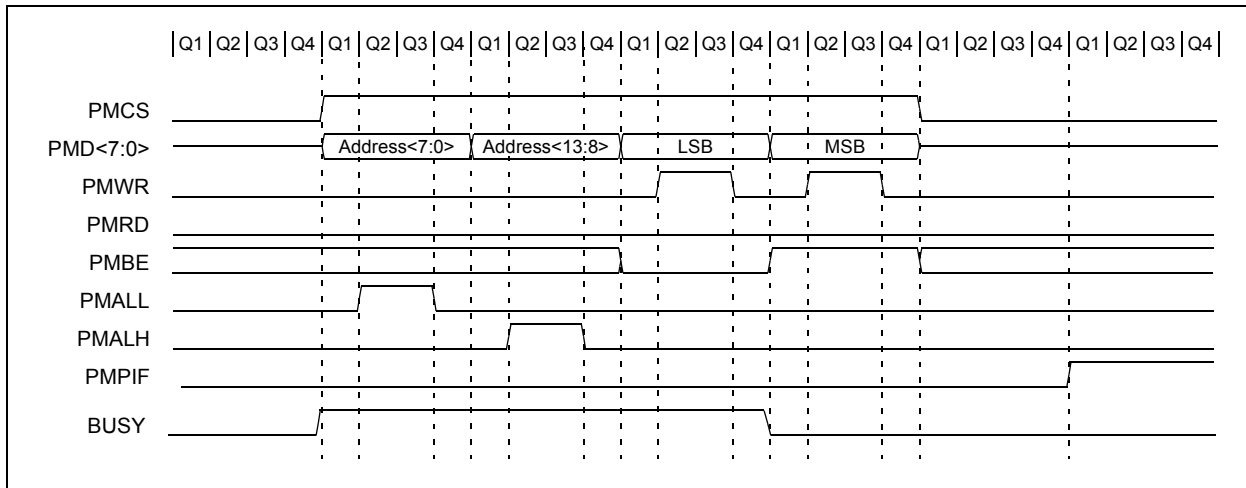 Q1 Q2 Q3 Q4 Q1 Q2 Q3 Q4 Q1 Q2 Q3 Q4 Q1 Q2 Q3 Q4 Q1 Q2 Q3 Q4 Q1 Q2 Q3 Q4 Q1 Q2 Q3 Q4
PMCS
PMD<7:0> Address<7:0> Address<13:8> LSB MSB
PMWR
PMRD
PMBE
PMALL
PMALH
PMPIF
BUSY